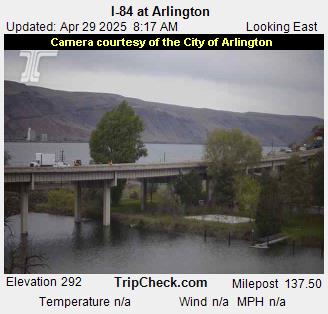 I-84 at Arlington
Updated: Apr 29 2025 8:17 AM Looking East
Camera courtesy of the City of Arlington
Elevation 292 TripCheck.com Milepost 137.50
Temperature n/a Wind n/a MPH n/a